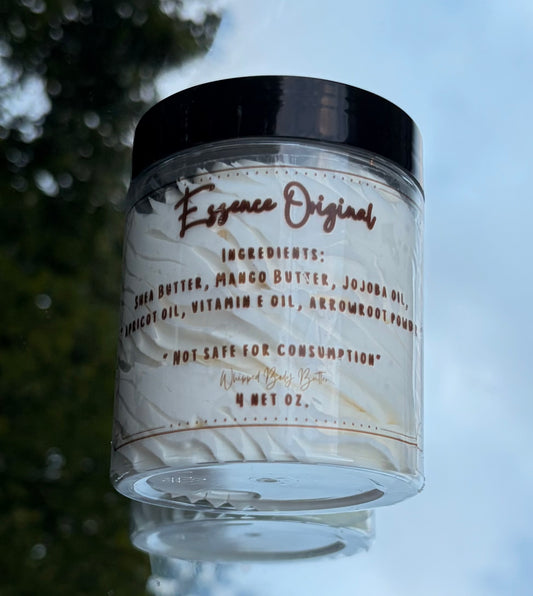 Essence Original
INGREDIENTS:
SHEA BUTTER, MANGO BUTTER, JOJOBA OIL,
APRICOT OIL, VITAMIN E OIL, ARROWROOT POWD
" NOT SAFE FOR CONSUMPTION"
Whipped Body Butter
4 NET OZ.